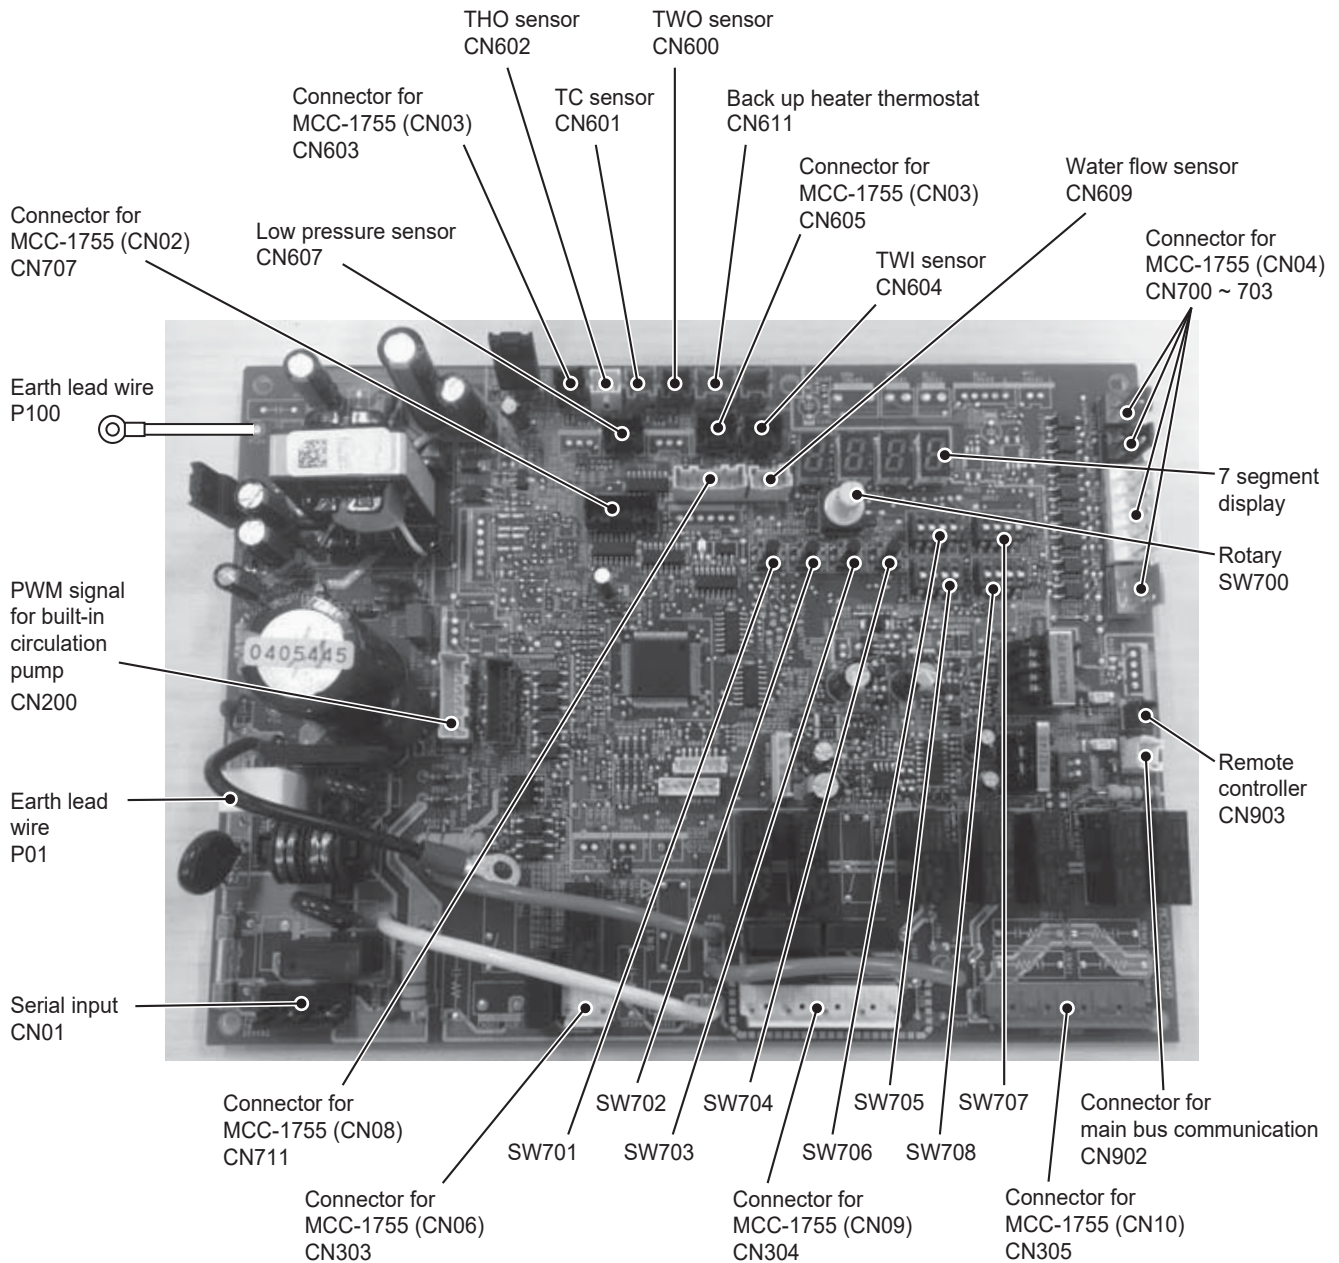 THO sensor
CN602
TWO sensor
CN600
Connector for
MCC-1755 (CN03)
CN603
TC sensor
CN601
Back up heater thermostat
CN611
Connector for
MCC-1755 (CN03)
CN605
Water flow sensor
CN609
Connector for
MCC-1755 (CN02)
CN707
Low pressure sensor
CN607
TWI sensor
CN604
Connector for
MCC-1755 (CN04)
CN700 ~ 703
Earth lead wire
P100
7 segment
display
Rotary
SW700
PWM signal
for built-in
circulation
pump
CN200
0405445
Remote
controller
CN903
Earth lead
wire
P01
Serial input
CN01
Connector for
MCC-1755 (CN08)
CN711
SW701
SW702
SW703
SW704
SW705
SW706
SW707
SW708
Connector for
main bus communication
CN902
Connector for
MCC-1755 (CN06)
CN303
Connector for
MCC-1755 (CN09)
CN304
Connector for
MCC-1755 (CN10)
CN305